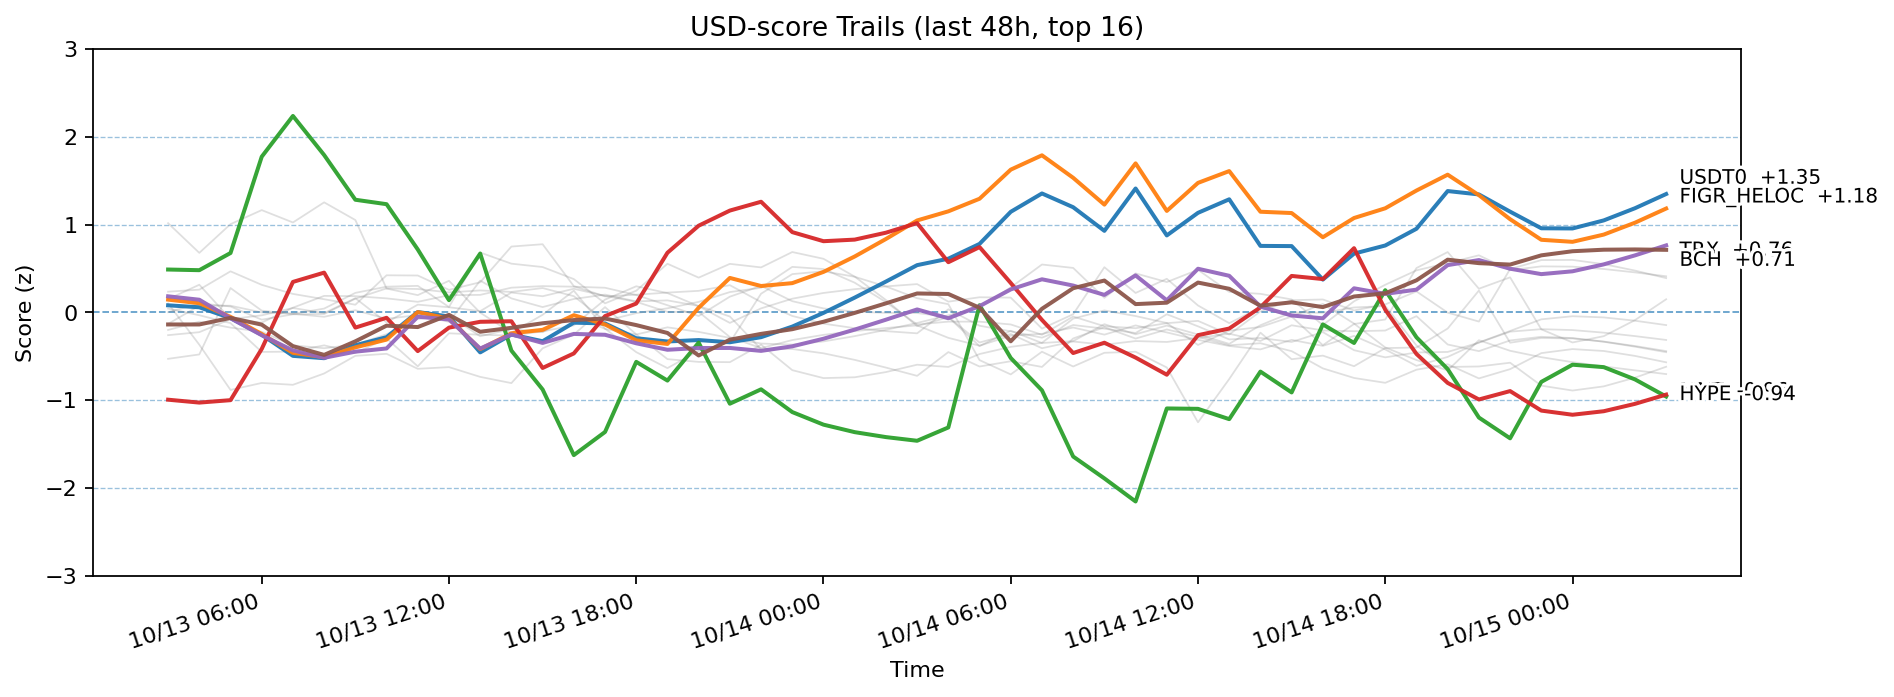 USD-score Trails (last 48h, top 16)
3
2
1
0
−1
−2
−3
Score (z)
USDT0 +1.35
FIGR_HELOC +1.18
+0.76
BCH +0.71
HYPE -0.94
10/13 06:00
10/13 12:00
10/13 18:00
10/14 00:00
10/14 06:00
10/14 12:00
10/14 18:00
10/15 00:00
Time